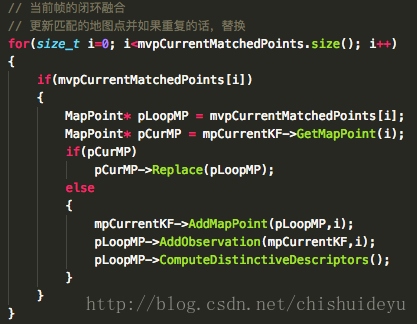 // 当前帧的闭环融合
// 更新匹配的地图点并如果重复的话，替换
for(size_t i=0; i<mvpCurrentMatchedPoints.size(); i++)
{
    if(mvpCurrentMatchedPoints[i])
    {
        MapPoint* pLoopMP = mvpCurrentMatchedPoints[i];
        MapPoint* pCurMP = mpCurrentKF->GetMapPoint(i);
        if(pCurMP)
            pCurMP->Replace(pLoopMP);
        else
        {
            mpCurrentKF->AddMapPoint(pLoopMP,i);
            pLoopMP->AddObservation(mpCurrentKF,i);
            pLoopMP->ComputeDistinctiveDescriptors();
        }
    }
}
http://blog.csdn.net/chishuideyu